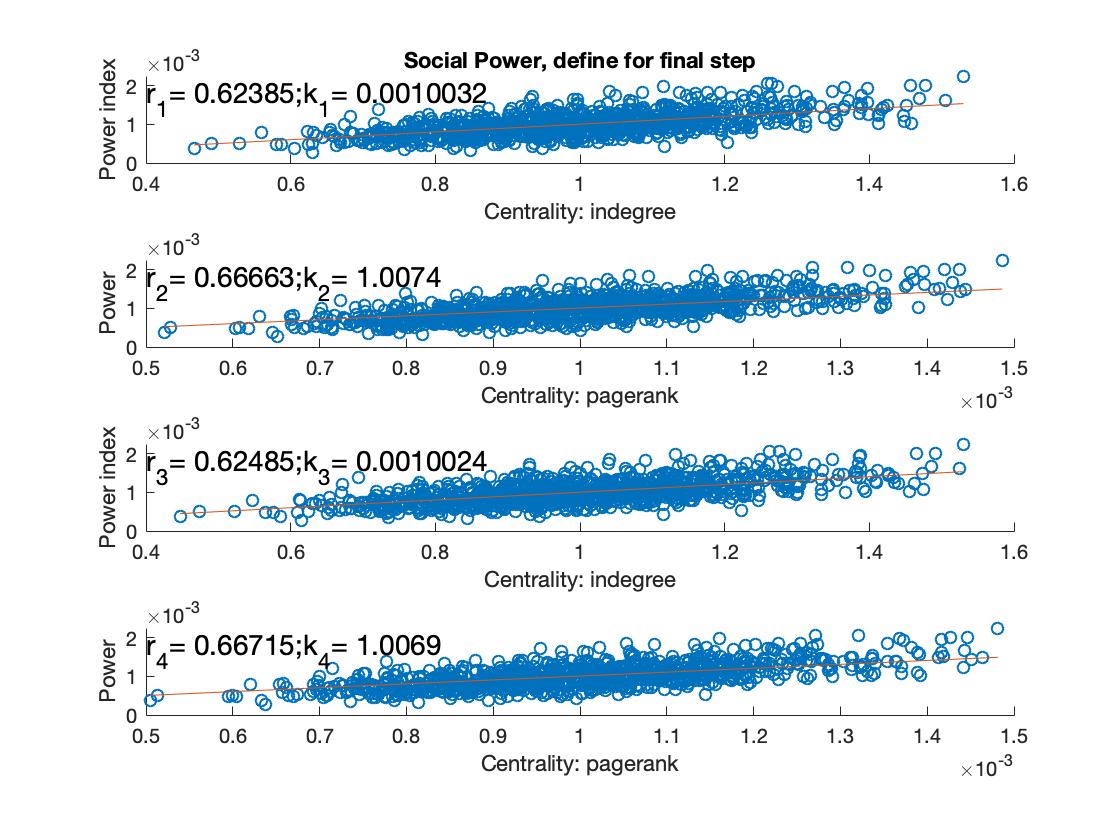 Social Power, define for final step
×10-3
r1= 0.62385;k1= 0.0010032
Power index
2
1
0
0.4 0.6 0.8 1 1.2 1.4 1.6
Centrality: indegree
×10-3
r2= 0.66663;k2= 1.0074
Power
2
1
0
0.5 0.6 0.7 0.8 0.9 1 1.1 1.2 1.3 1.4 1.5
Centrality: pagerank
×10-3
×10-3
r3= 0.62485;k3= 0.0010024
Power index
2
1
0
0.4 0.6 0.8 1 1.2 1.4 1.6
Centrality: indegree
×10-3
r4= 0.66715;k4= 1.0069
Power
2
1
0
0.5 0.6 0.7 0.8 0.9 1 1.1 1.2 1.3 1.4 1.5
Centrality: pagerank
×10-3